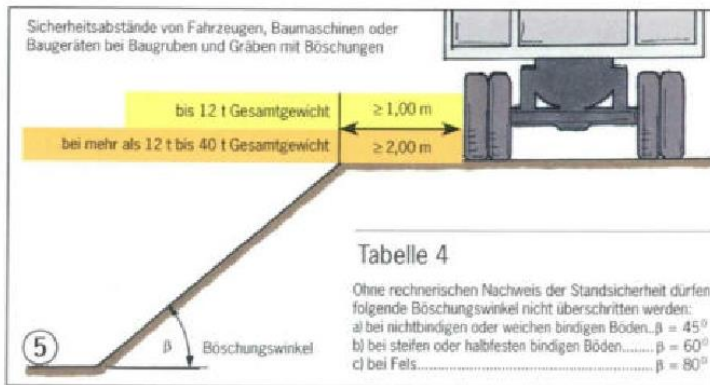 Sicherheitsabstände von Fahrzeugen, Baumaschinen oder
Baugeräten bei Baugruben und Gräben mit Böschungen
bis 12 t Gesamtgewicht ≥ 1,00 m
bei mehr als 12 t bis 40 t Gesamtgewicht ≥ 2,00 m
Tabelle 4
Ohne rechnerischen Nachweis der Standsicherheit dürfen
folgende Böschungswinkel nicht überschritten werden:
a) bei nichtbindigen oder weichen bindigen Böden..β = 45°
b) bei steifen oder halbfesten bindigen Böden........β = 60°
c) bei Fels.......................................................β = 80°
5
β Böschungswinkel